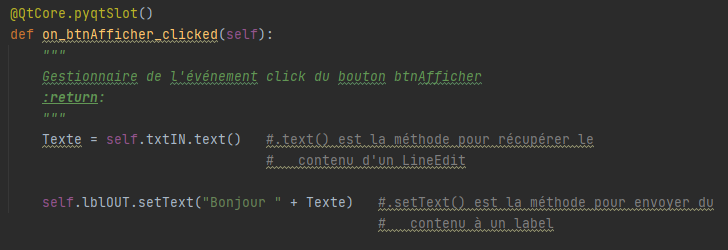 @QtCore.pyqtSlot()
def on_btnAfficher_clicked(self):
"""
Gestionnaire de l'événement click du bouton btnAfficher
:return:
"""
Texte = self.txtIN.text()   #.text() est la méthode pour récupérer le
#   contenu d'un LineEdit
self.lblOUT.setText("Bonjour " + Texte)   #.setText() est la méthode pour envoyer du
#   contenu à un label